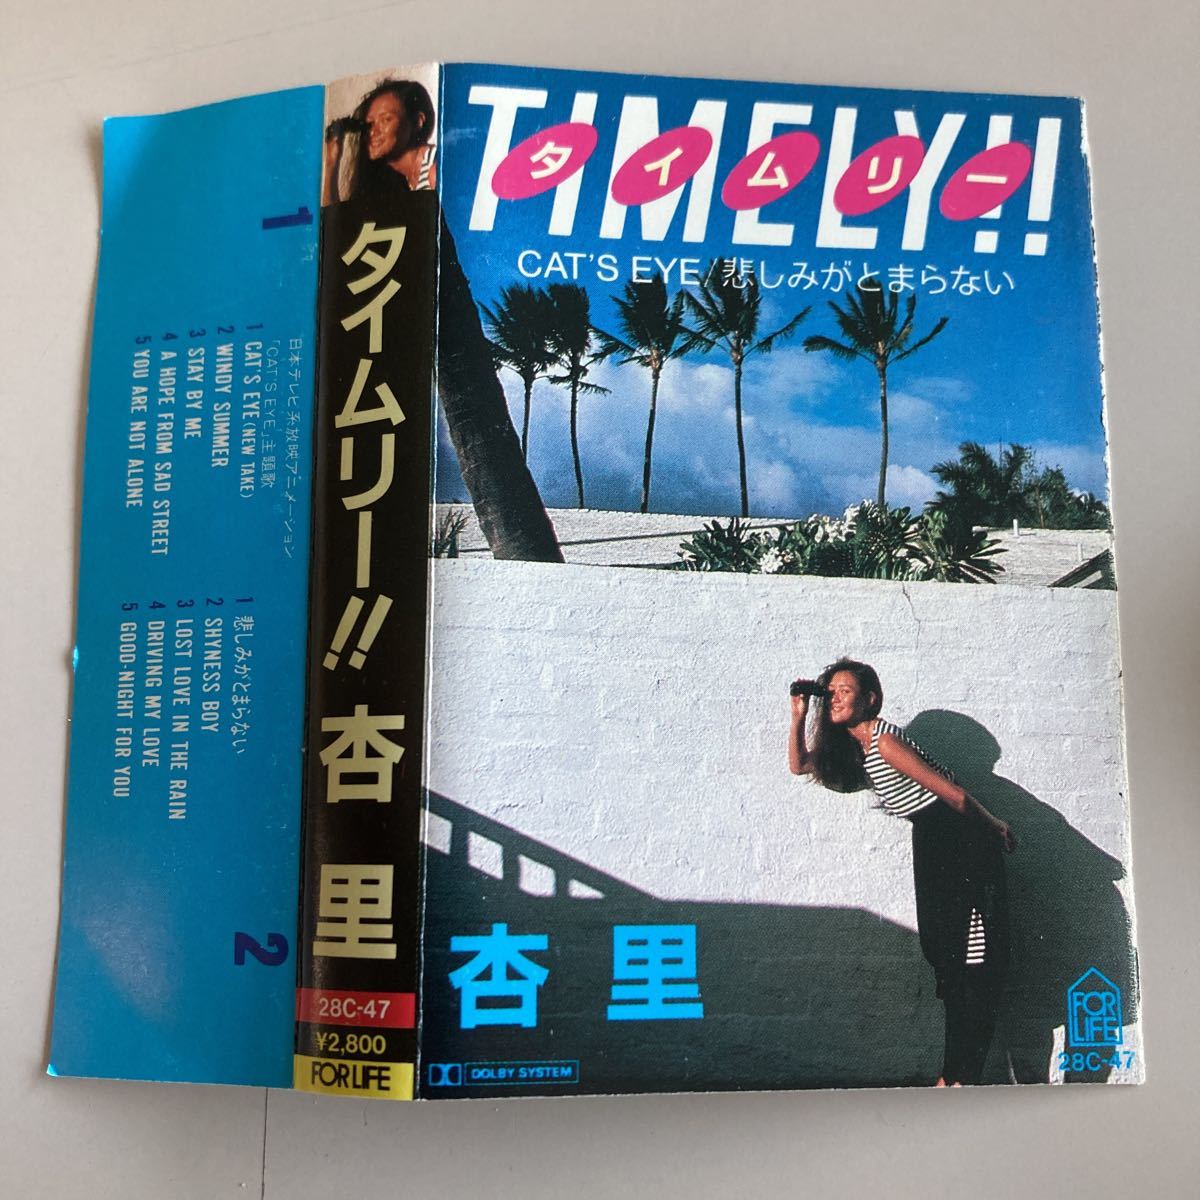 1
日本テレビ系放映アニメーション
「CAT'S EYE」主題歌
1 CAT'S EYE (NEW TAKE)
2 WINDY SUMMER
3 STAY BY ME
4 A HOPE FROM SAD STREET
5 YOU ARE NOT ALONE
2
1 悲しみがとまらない
2 SHYNESS BOY
3 LOST LOVE IN THE RAIN
4 DRIVING MY LOVE
5 GOOD-NIGHT FOR YOU
タイムリー!! 杏里
28C-47
¥2,800
FOR LIFE
TIMELY!!
タイムリー
CAT'S EYE/悲しみがとまらない
杏里
DOLBY SYSTEM
FOR
LIFE
28C-47